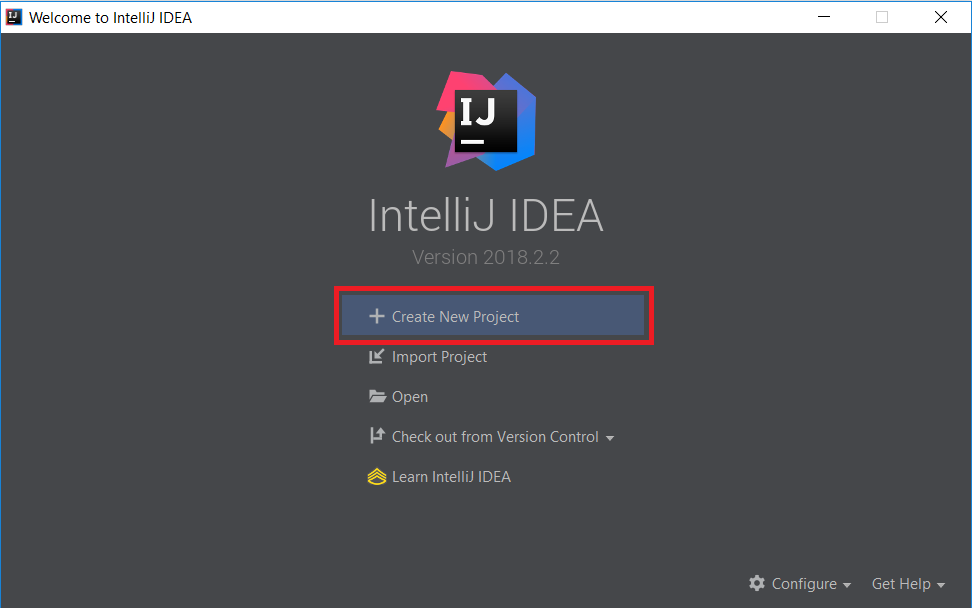 Welcome to IntelliJ IDEA
IJ
IntelliJ IDEA
Version 2018.2.2
Create New Project
Import Project
Open
Check out from Version Control
Learn IntelliJ IDEA
Configure Get Help